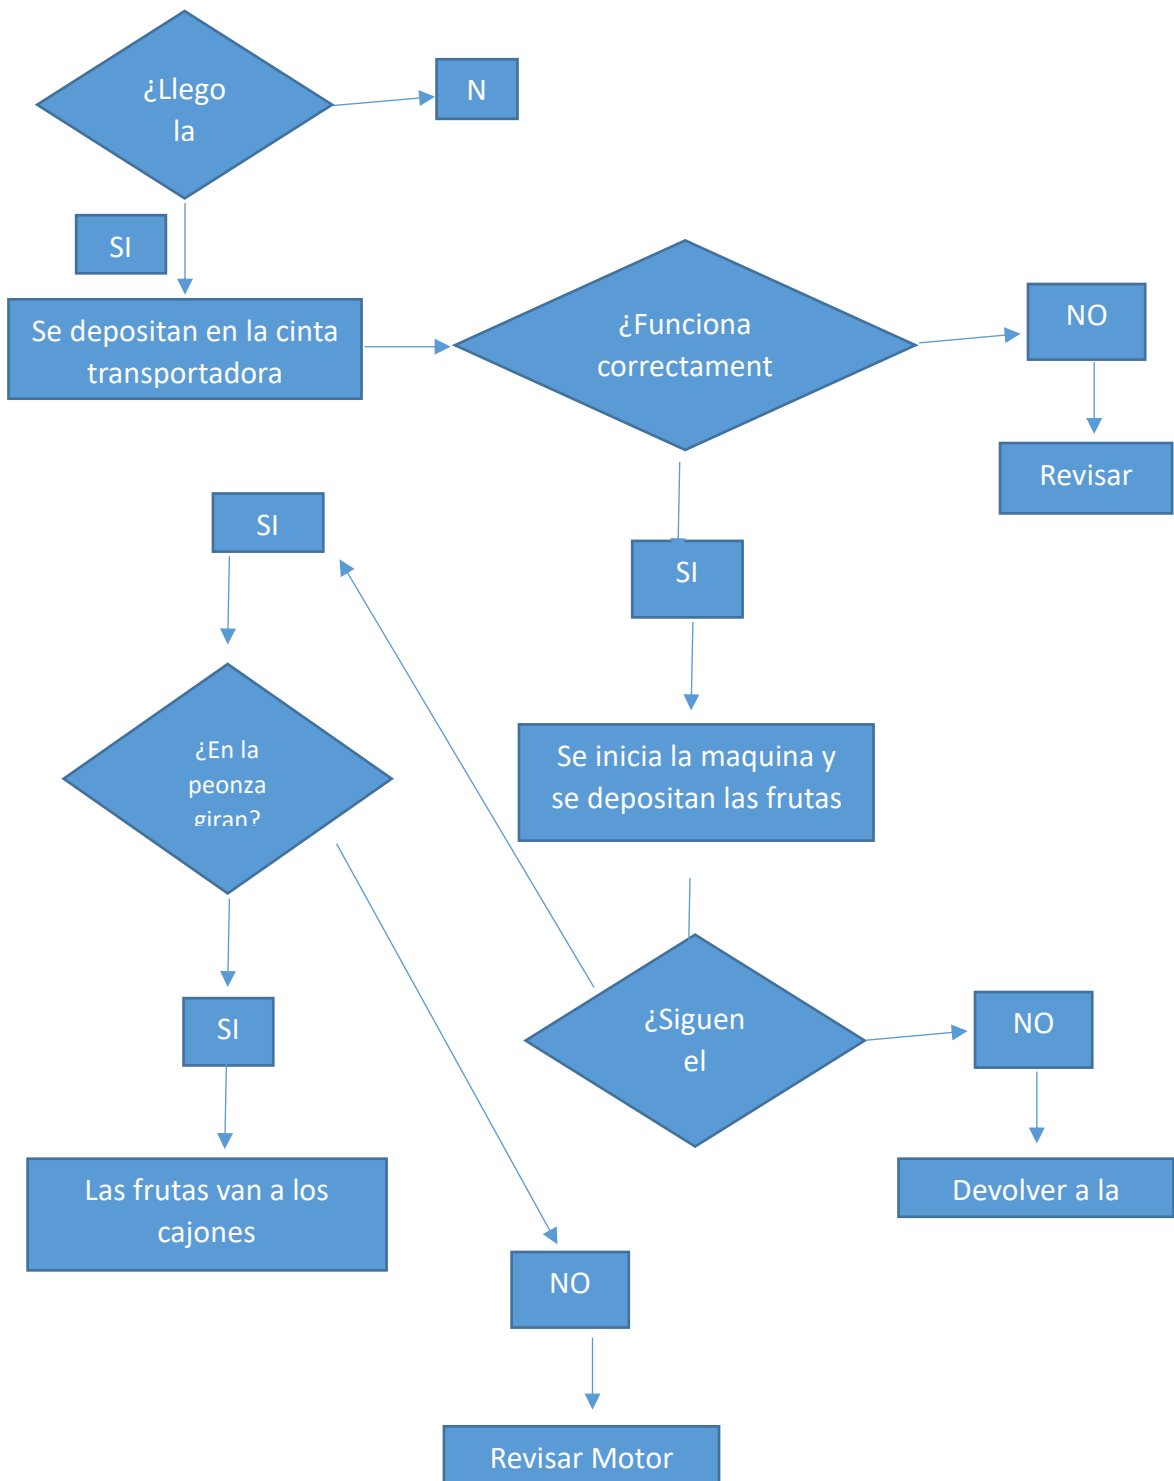 ¿Llego
la
N
SI
Se depositan en la cinta
transportadora
¿Funciona
correctament
NO
Revisar
SI
SI
¿En la
peonza
giran?
Se inicia la maquina y
se depositan las frutas
¿Siguen
el
NO
Devolver a la
SI
Las frutas van a los
cajones
NO
Revisar Motor